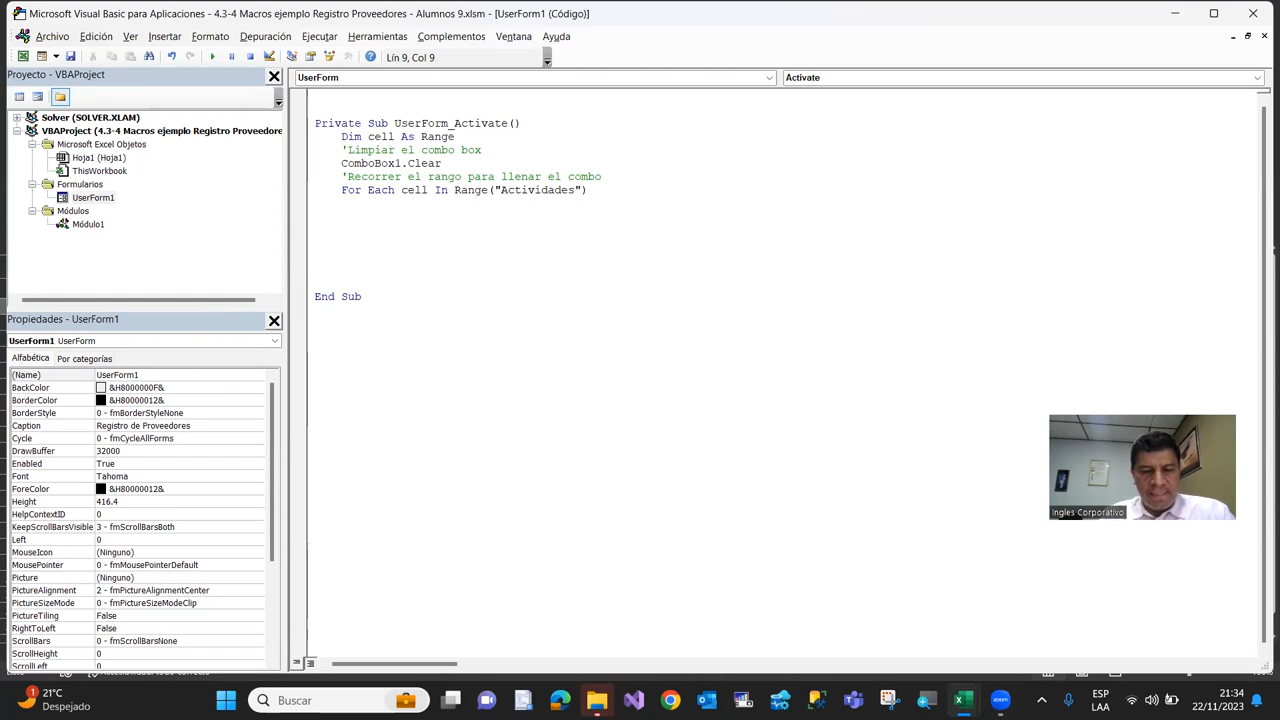 Microsoft Visual Basic para Aplicaciones - 4.3-4 Macros ejemplo Registro Proveedores - Alumnos 9.xlsm - [UserForm1 (Código)]
Archivo Edición Ver Insertar Formato Depuración Ejecutar Herramientas Complementos Ventana Ayuda
Lín 9, Col 9
Proyecto - VBAProject
UserForm
Activate
Solver (SOLVER.XLAM)
VBAProject (4.3-4 Macros ejemplo Registro Proveedore
Microsoft Excel Objetos
Hoja1 (Hoja1)
ThisWorkbook
Formularios
UserForm1
Módulos
Módulo1
Private Sub UserForm_Activate()
Dim cell As Range
'Limpiar el combo box
ComboBox1.Clear
'Recorrer el rango para llenar el combo
For Each cell In Range("Actividades")
End Sub
Propiedades - UserForm1
UserForm1 UserForm
Alfabética Por categorías
(Name) UserForm1
BackColor &H8000000F&
BorderColor &H80000012&
BorderStyle 0 - fmBorderStyleNone
Caption Registro de Proveedores
Cycle 0 - fmCycleAllForms
DrawBuffer 32000
Enabled True
Font Tahoma
ForeColor &H80000012&
Height 416.4
HelpContextID 0
KeepScrollBarsVisible 3 - fmScrollBarsBoth
Left 0
MouseIcon (Ninguno)
MousePointer 0 - fmMousePointerDefault
Picture (Ninguno)
PictureAlignment 2 - fmPictureAlignmentCenter
PictureSizeMode 0 - fmPictureSizeModeClip
PictureTiling False
RightToLeft False
ScrollBars 0 - fmScrollBarsNone
ScrollHeight 0
ScrollLeft 0
Ingles Corporativo
1
21°C
Despejado
Buscar
ESP
LAA
21:34
22/11/2023